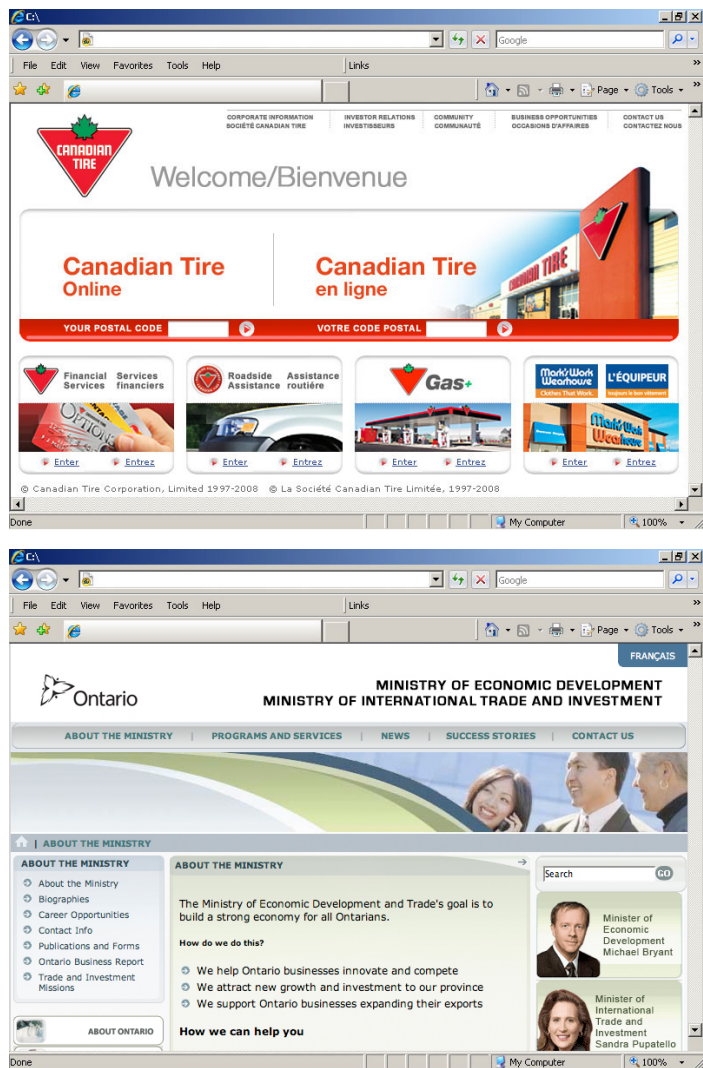 C:\
Google
File Edit View Favorites Tools Help Links »
Page Tools »
CORPORATE INFORMATION INVESTOR RELATIONS COMMUNITY BUSINESS OPPORTUNITIES CONTACT US
SOCIÉTÉ CANADIAN TIRE INVESTISSEURS COMMUNAUTÉ OCCASIONS D'AFFAIRES CONTACTEZ NOUS
CANADIAN
TIRE
Welcome/Bienvenue
CANADIAN TIRE
Canadian Tire Canadian Tire
Online en ligne
YOUR POSTAL CODE VOTRE CODE POSTAL
Financial Services
Services financiers
Roadside Assistance
Assistance routiére
Gas+
Mark's Work
Wearhouse
Clothes That Work.
L'ÉQUIPEUR
toujours le bon vêtement
OPTIONS
Mark's Work
Wearhouse
Enter Entrez Enter Entrez Enter Entrez Enter Entrez
© Canadian Tire Corporation, Limited 1997-2008 © La Société Canadian Tire Limitée, 1997-2008
Done My Computer 100%
C:\
Google
File Edit View Favorites Tools Help Links »
Page Tools »
FRANÇAIS
Ontario
MINISTRY OF ECONOMIC DEVELOPMENT
MINISTRY OF INTERNATIONAL TRADE AND INVESTMENT
ABOUT THE MINISTRY | PROGRAMS AND SERVICES | NEWS | SUCCESS STORIES | CONTACT US
| ABOUT THE MINISTRY
ABOUT THE MINISTRY
About the Ministry
Biographies
Career Opportunities
Contact Info
Publications and Forms
Ontario Business Report
Trade and Investment
Missions
ABOUT ONTARIO
ABOUT THE MINISTRY
The Ministry of Economic Development and Trade's goal is to
build a strong economy for all Ontarians.
How do we do this?
We help Ontario businesses innovate and compete
We attract new growth and investment to our province
We support Ontario businesses expanding their exports
How we can help you
Search GO
Minister of
Economic
Development
Michael Bryant
Minister of
International
Trade and
Investment
Sandra Pupatello
Done My Computer 100%